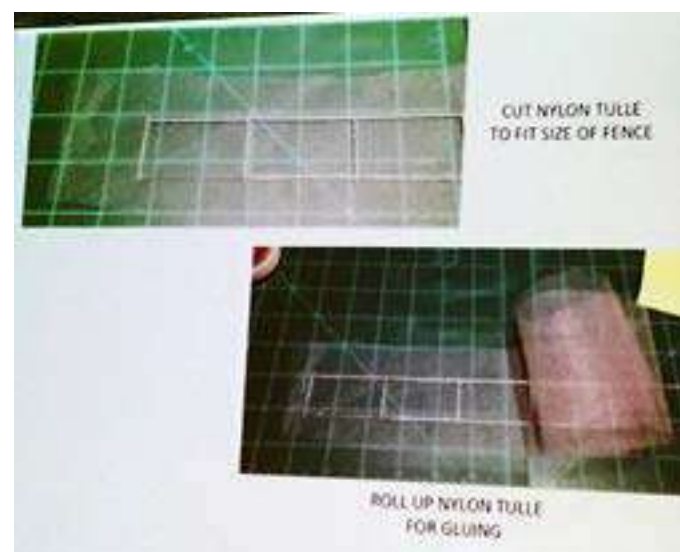 CUT NYLON TULLE
TO FIT SIZE OF FENCE
ROLL UP NYLON TULLE
FOR GLUING